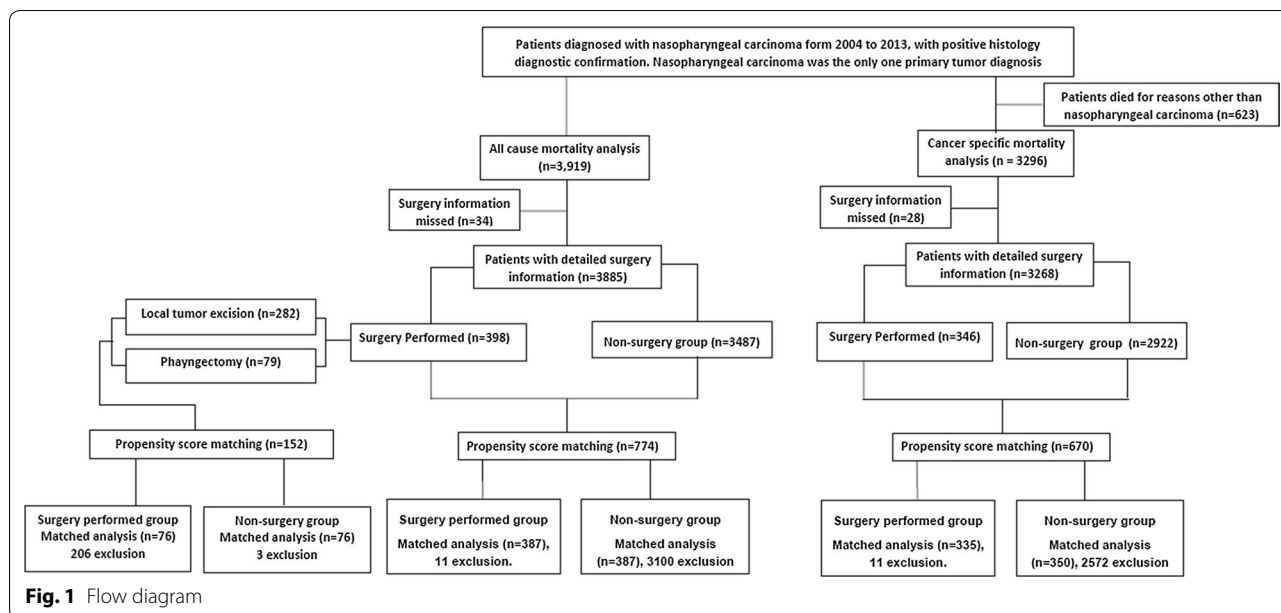 Patients diagnosed with nasopharyngeal carcinoma form 2004 to 2013, with positive histology
diagnostic confirmation. Nasopharyngeal carcinoma was the only one primary tumor diagnosis
Patients died for reasons other than
nasopharyngeal carcinoma (n=623)
All cause mortality analysis
(n=3,919)
Cancer specific mortality
analysis (n = 3296)
Surgery information
missed (n=34)
Surgery information
missed (n=28)
Patients with detailed surgery
information (n=3885)
Patients with detailed surgery
information (n=3268)
Local tumor excision (n=282)
Phayngectomy (n=79)
Surgery Performed (n=398)
Non-surgery group (n=3487)
Surgery Performed (n=346)
Non-surgery group (n=2922)
Propensity score matching (n=152)
Propensity score matching (n=774)
Propensity score matching (n=670)
Surgery performed group
Matched analysis (n=76)
206 exclusion
Non-surgery group
Matched analysis (n=76)
3 exclusion
Surgery performed group
Matched analysis (n=387),
11 exclusion.
Non-surgery group
Matched analysis
(n=387), 3100 exclusion
Surgery performed group
Matched analysis (n=335),
11 exclusion.
Non-surgery group
Matched analysis
(n=350), 2572 exclusion
Fig. 1 Flow diagram